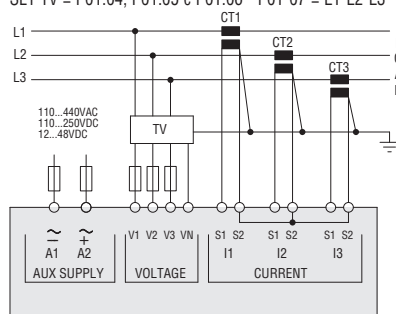 SET TV = P01.04, P01.05 e P01.06 - P01-07 = L1-L2-L3
CT1
L1
L2
CT2
L3
CT3
110...440VAC
110...250VDC
12...48VDC
TV
V1 V2 V3 VN
S1 S2
S1 S2
S1 S2
A1
A2
I1
I2
I3
AUX SUPPLY
VOLTAGE
CURRENT